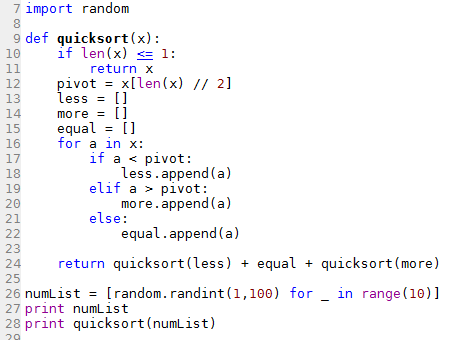 7 import random
8
9 def quicksort(x):
10     if len(x) <= 1:
11         return x
12     pivot = x[len(x) // 2]
13     less = []
14     more = []
15     equal = []
16     for a in x:
17         if a < pivot:
18             less.append(a)
19         elif a > pivot:
20             more.append(a)
21         else:
22             equal.append(a)
23
24     return quicksort(less) + equal + quicksort(more)
25
26 numList = [random.randint(1,100) for _ in range(10)]
27 print numList
28 print quicksort(numList)
29